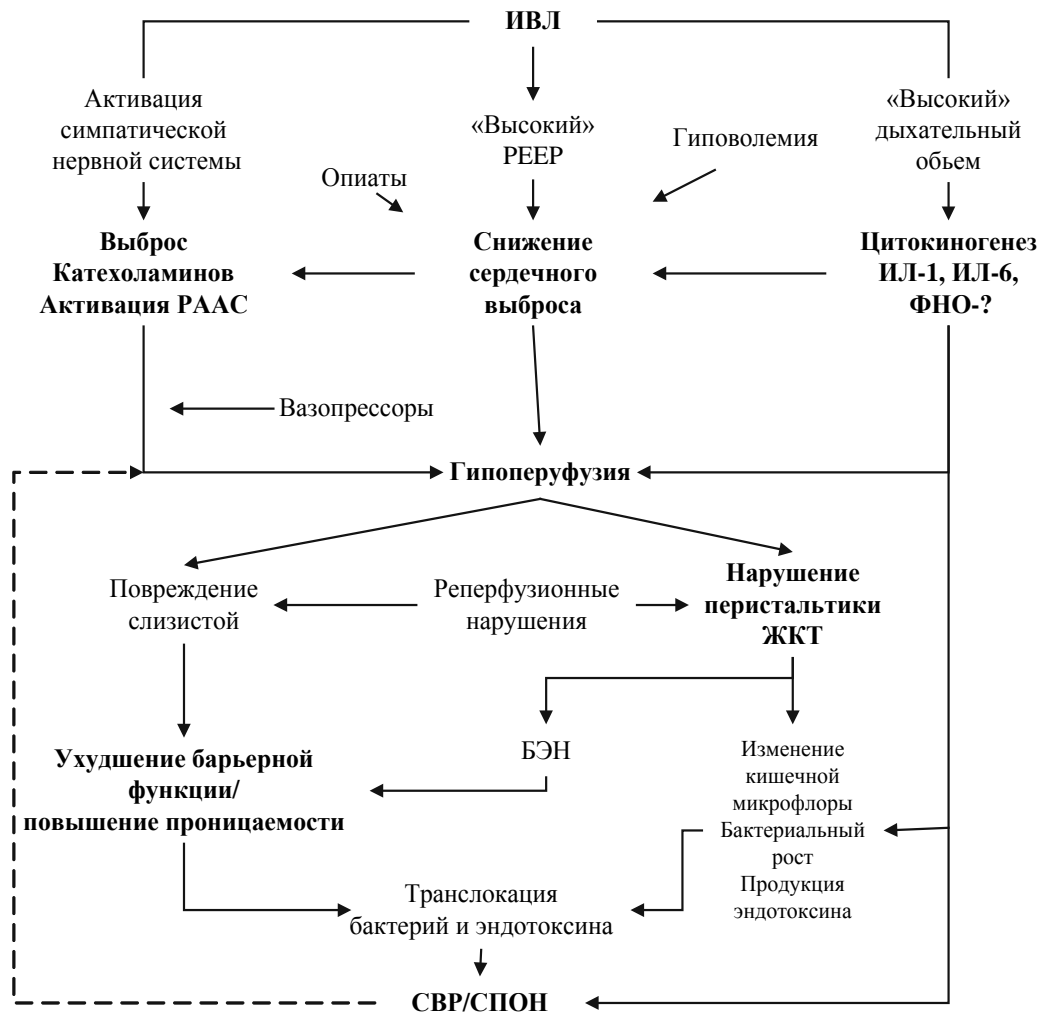 ИВЛ
Активация
симпатической
нервной системы
«Высокий»
PEEP
«Высокий»
дыхательный
обьем
Гиповолемия
Опиаты
Выброс
Катехоламинов
Активация РААС
Снижение
сердечного
выброса
Цитокиногенез
ИЛ-1, ИЛ-6,
ФНО-?
Вазопрессоры
Гипоперуфузия
Повреждение
слизистой
Реперфузионные
нарушения
Нарушение
перистальтики
ЖКТ
Ухудшение барьерной
функции/
повышение проницаемости
БЭН
Изменение
кишечной
микрофлоры
Бактериальный
рост
Продукция
эндотоксина
Транслокация
бактерий и эндотоксина
СВР/СПОН